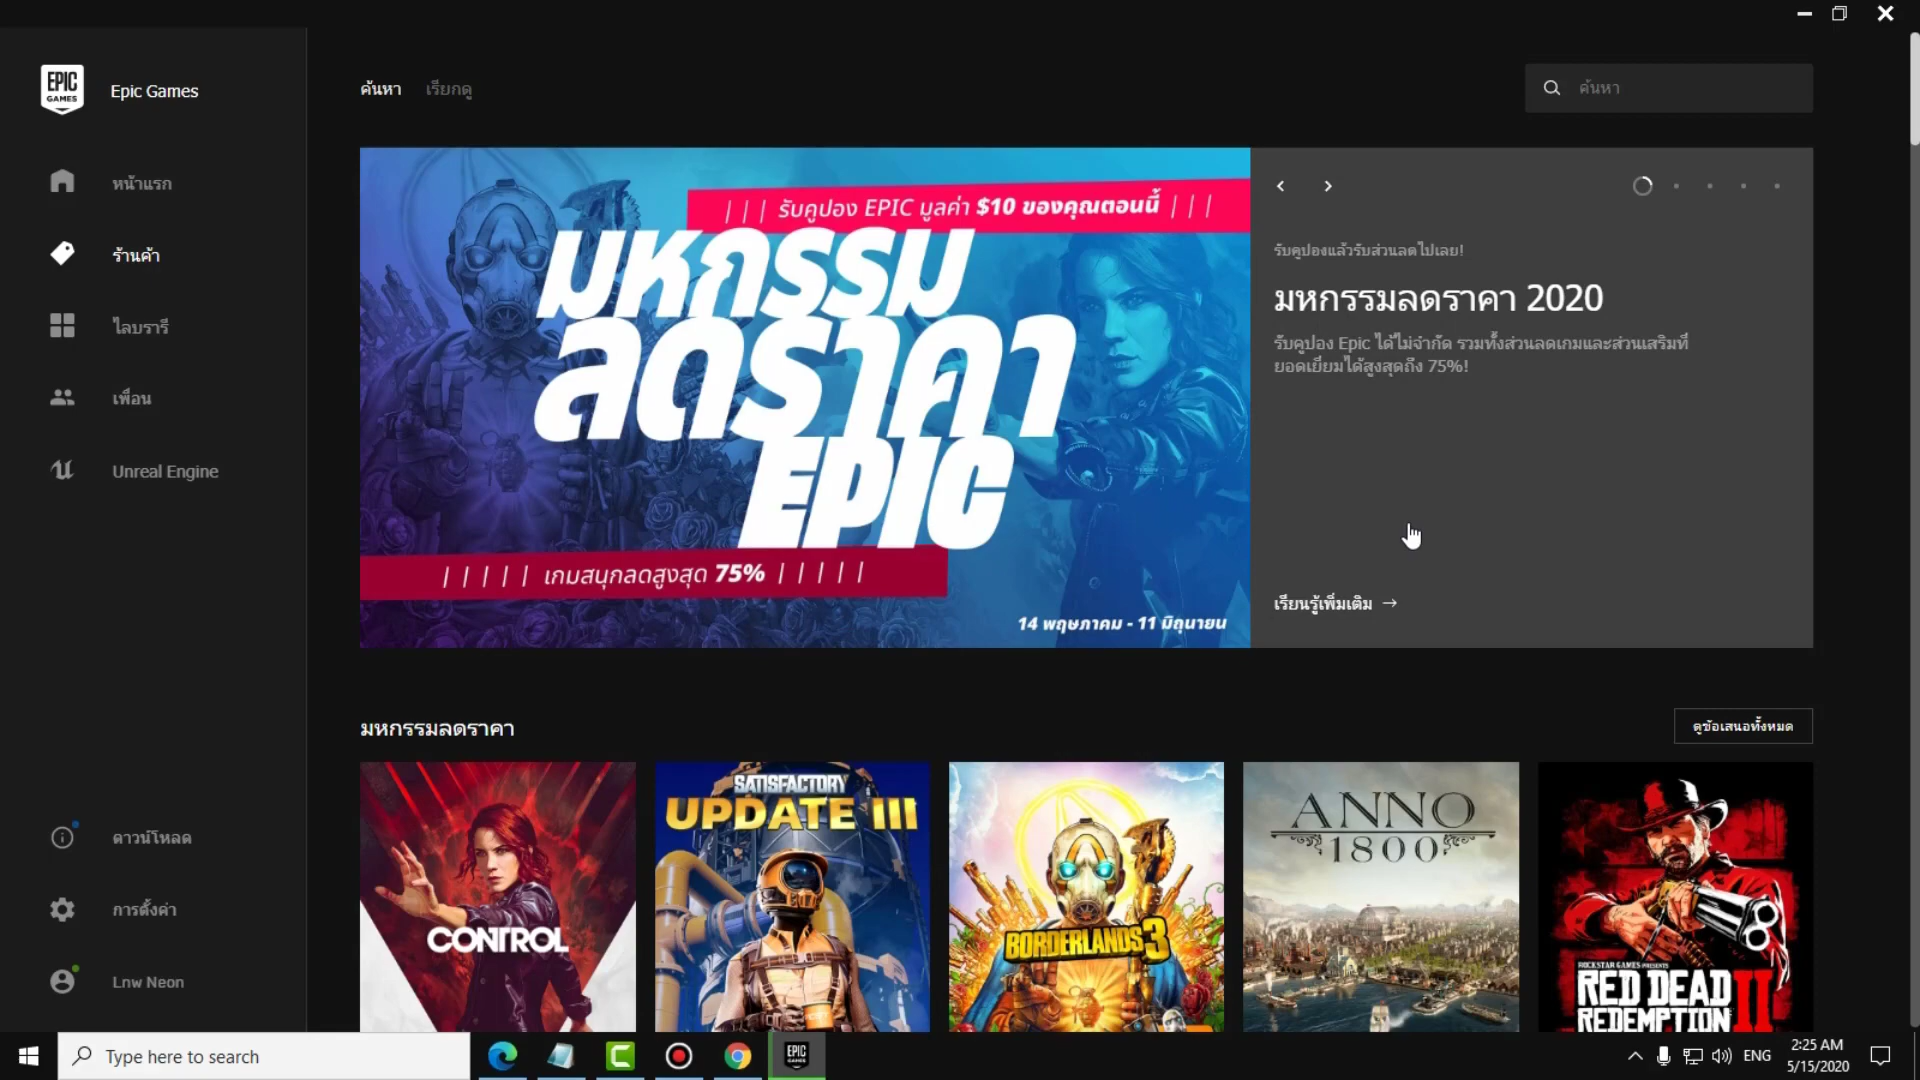 EPIC
GAMES
Epic Games
หน้าแรก
ร้านค้า
ไลบรารี
เพื่อน
Unreal Engine
ดาวน์โหลด
การตั้งค่า
Lnw Neon
ค้นหา
เรียกดู
ค้นหา
| | | รับคูปอง EPIC มูลค่า $10 ของคุณตอนนี้ | | |
มหกรรม
ลดราคา
EPIC
| | | | | เกมสนุกลดสูงสุด 75% | | | | |
14 พฤษภาคม - 11 มิถุนายน
รับคูปองแล้วรับส่วนลดไปเลย!
มหกรรมลดราคา 2020
รับคูปอง Epic ได้ไม่จำกัด รวมทั้งส่วนลดเกมและส่วนเสริมที่
ยอดเยี่ยมได้สูงสุดถึง 75%!
เรียนรู้เพิ่มเติม →
มหกรรมลดราคา
ดูข้อเสนอทั้งหมด
CONTROL
SATISFACTORY
UPDATE III
BORDERLANDS 3
ANNO
1800
ROCKSTAR GAMES PRESENTS
RED DEAD
REDEMPTION II
Type here to search
EPIC
GAMES
ENG
2:25 AM
5/15/2020